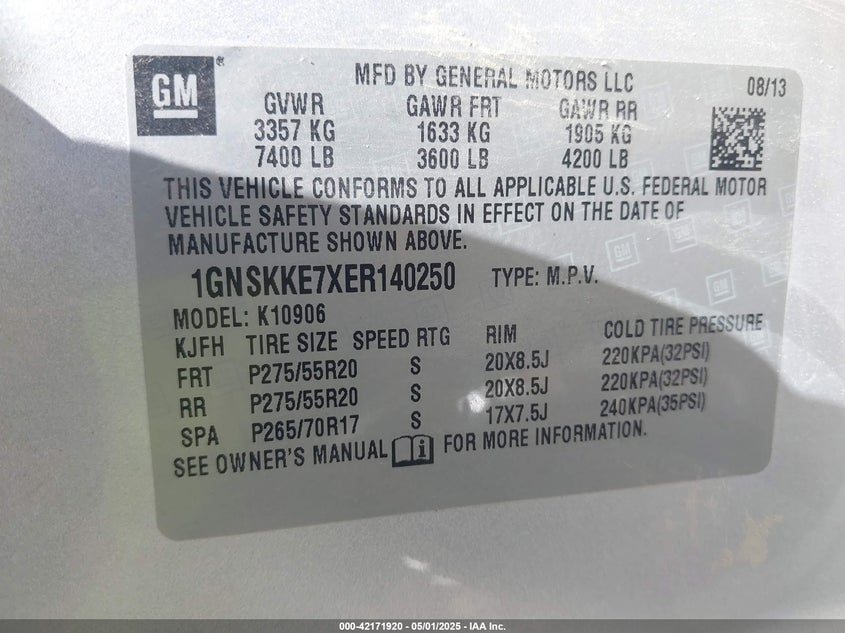 GM
MFD BY GENERAL MOTORS LLC 08/13
GVWR GAWR FRT GAWR RR
3357 KG 1633 KG 1905 KG
7400 LB 3600 LB 4200 LB
THIS VEHICLE CONFORMS TO ALL APPLICABLE U.S. FEDERAL MOTOR
VEHICLE SAFETY STANDARDS IN EFFECT ON THE DATE OF
MANUFACTURE SHOWN ABOVE.
1GNSKKE7XER140250 TYPE: M.P.V.
MODEL: K10906
KJFH TIRE SIZE SPEED RTG RIM COLD TIRE PRESSURE
FRT P275/55R20 S 20X8.5J 220KPA(32PSI)
RR P275/55R20 S 20X8.5J 220KPA(32PSI)
SPA P265/70R17 S 17X7.5J 240KPA(35PSI)
SEE OWNER'S MANUAL FOR MORE INFORMATION.
000-42171920 - 05/01/2025 - IAA Inc.